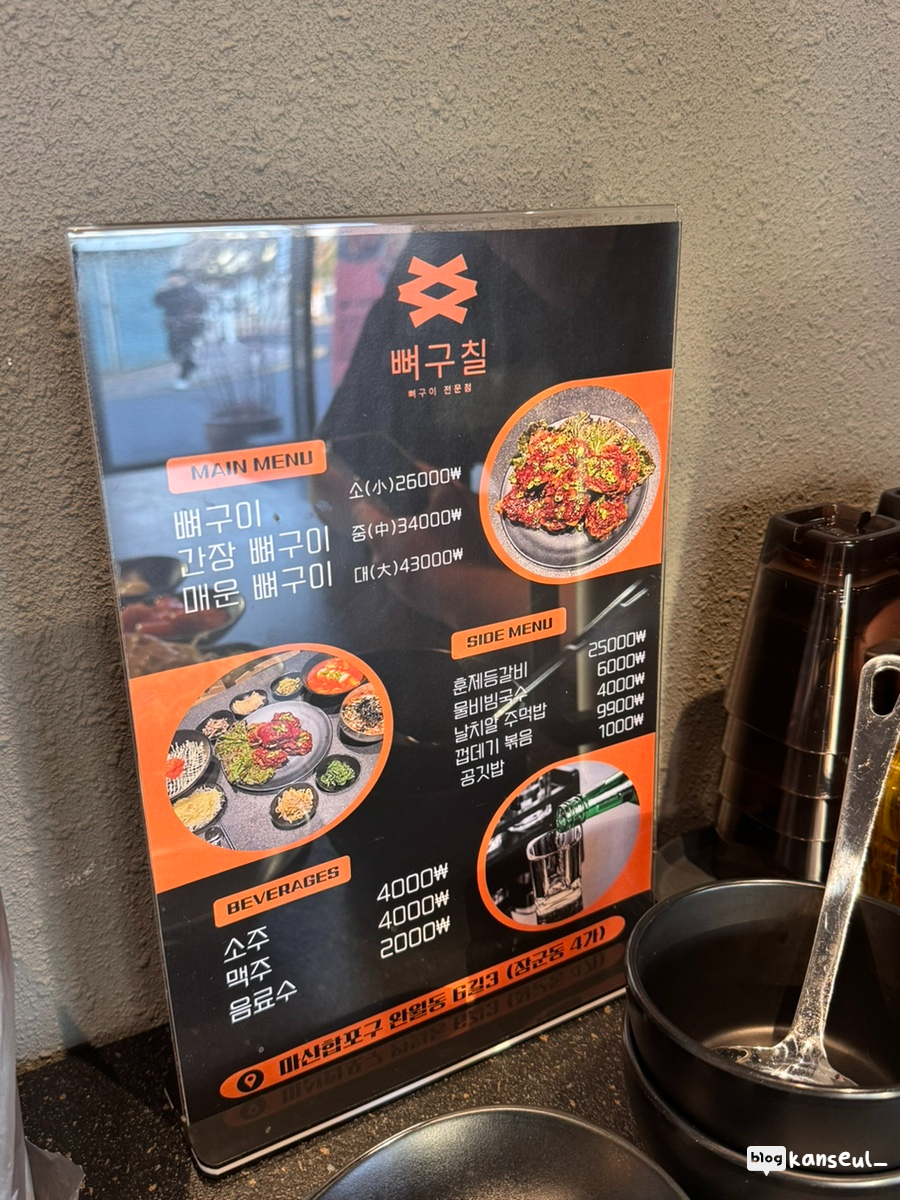 뼈구칠
뼈구이 전문점
MAIN MENU
뼈구이 소(小)26000₩
간장 뼈구이 중(中)34000₩
매운 뼈구이 대(大)43000₩
SIDE MENU
훈제등갈비 25000₩
물비빔국수 6000₩
날치알 주먹밥 4000₩
껍데기 볶음 9900₩
공깃밥 1000₩
BEVERAGES
소주 4000₩
맥주 4000₩
음료수 2000₩
마산합포구 완월동 6길3 (장군동 4가)
blog kanseul_